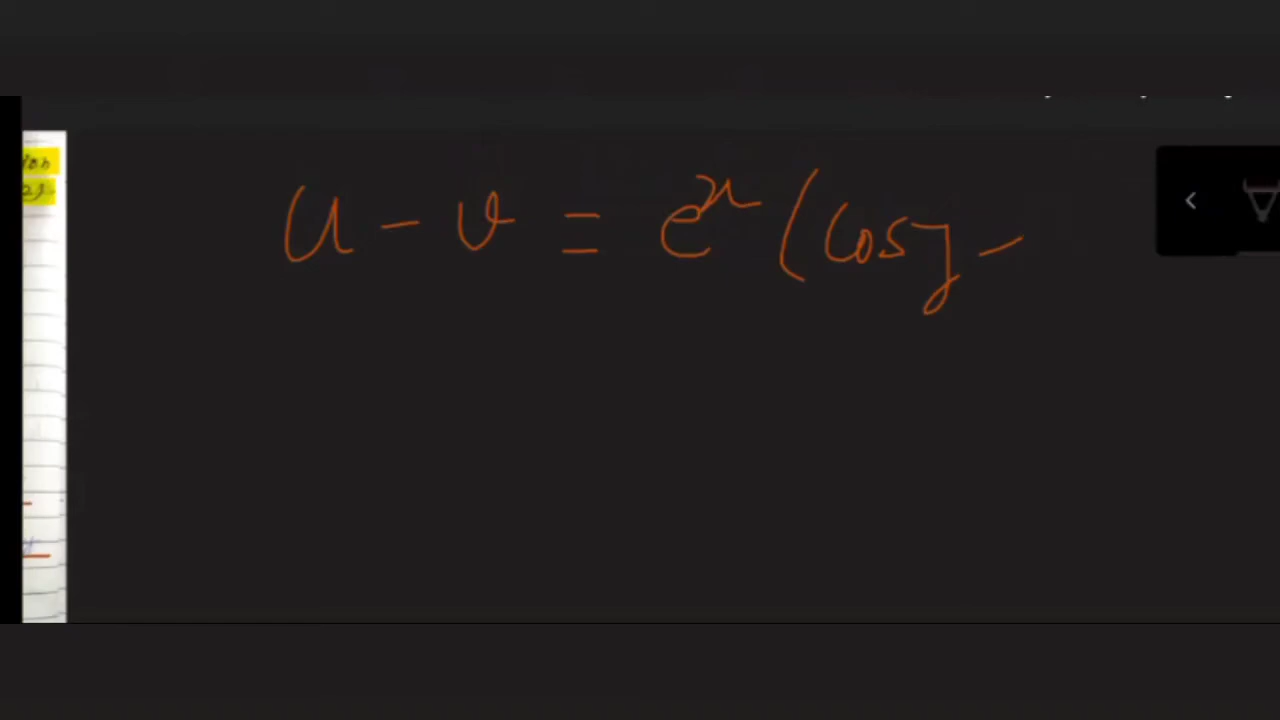 u - v = e^x (cos y -